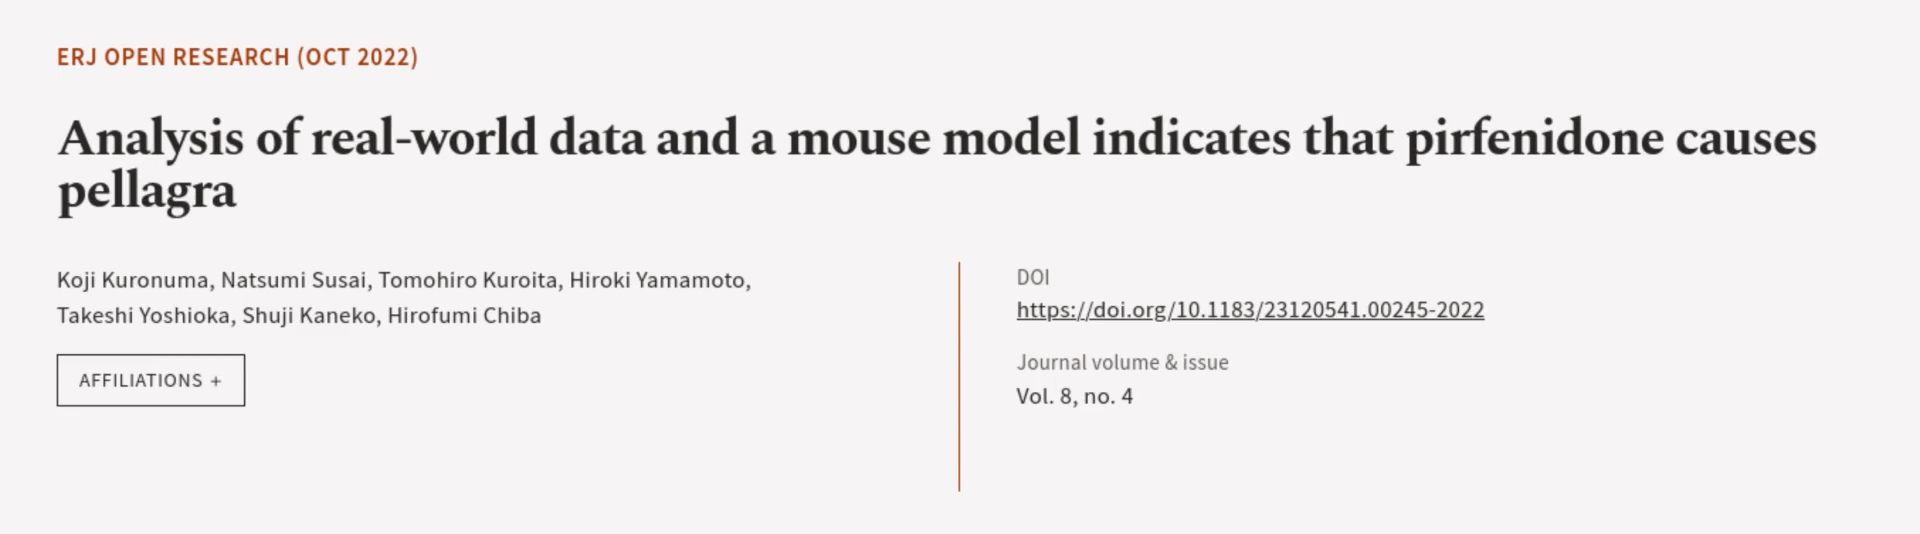 ERJ OPEN RESEARCH (OCT 2022)
Analysis of real-world data and a mouse model indicates that pirfenidone causes
pellagra
Koji Kuronuma, Natsumi Susai, Tomohiro Kuroita, Hiroki Yamamoto,
Takeshi Yoshioka, Shuji Kaneko, Hirofumi Chiba
AFFILIATIONS +
DOI
https://doi.org/10.1183/23120541.00245-2022
Journal volume & issue
Vol. 8, no. 4